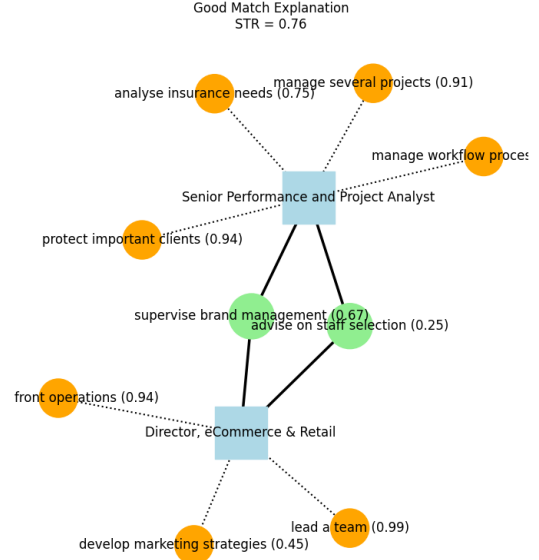 Good Match Explanation
STR = 0.76
manage several projects (0.91)
analyse insurance needs (0.75)
manage workflow
Senior Performance and Project Analyst
protect important clients (0.94)
supervise brand management (0.67)
advise on staff selection (0.25)
front operations (0.94)
Director, eCommerce & Retail
lead a team (0.99)
develop marketing strategies (0.45)